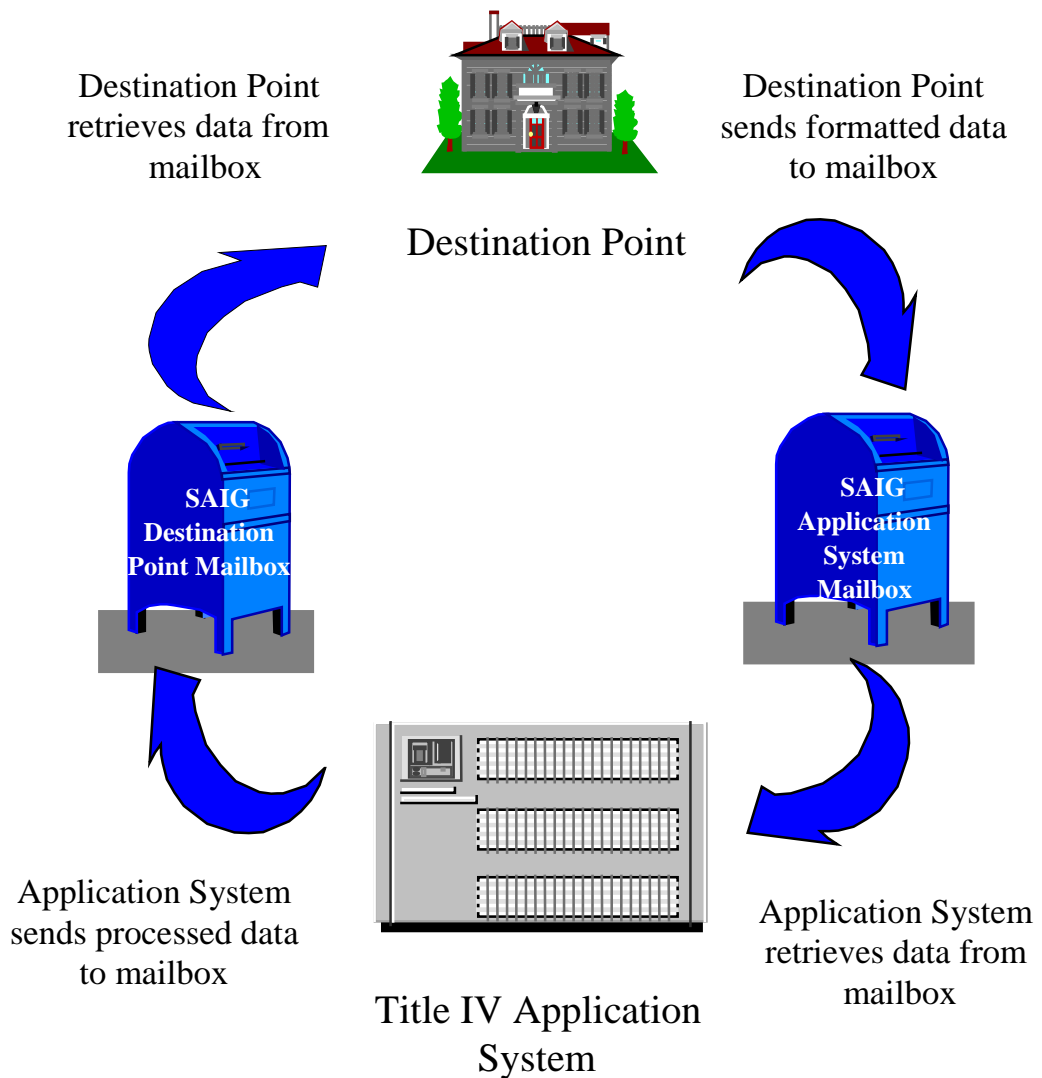 Destination Point
retrieves data from
mailbox
Destination Point
sends formatted data
to mailbox
Destination Point
SAIG
Destination
Point Mailbox
SAIG
Application
System
Mailbox
Application System
sends processed data
to mailbox
Application System
retrieves data from
mailbox
Title IV Application
System